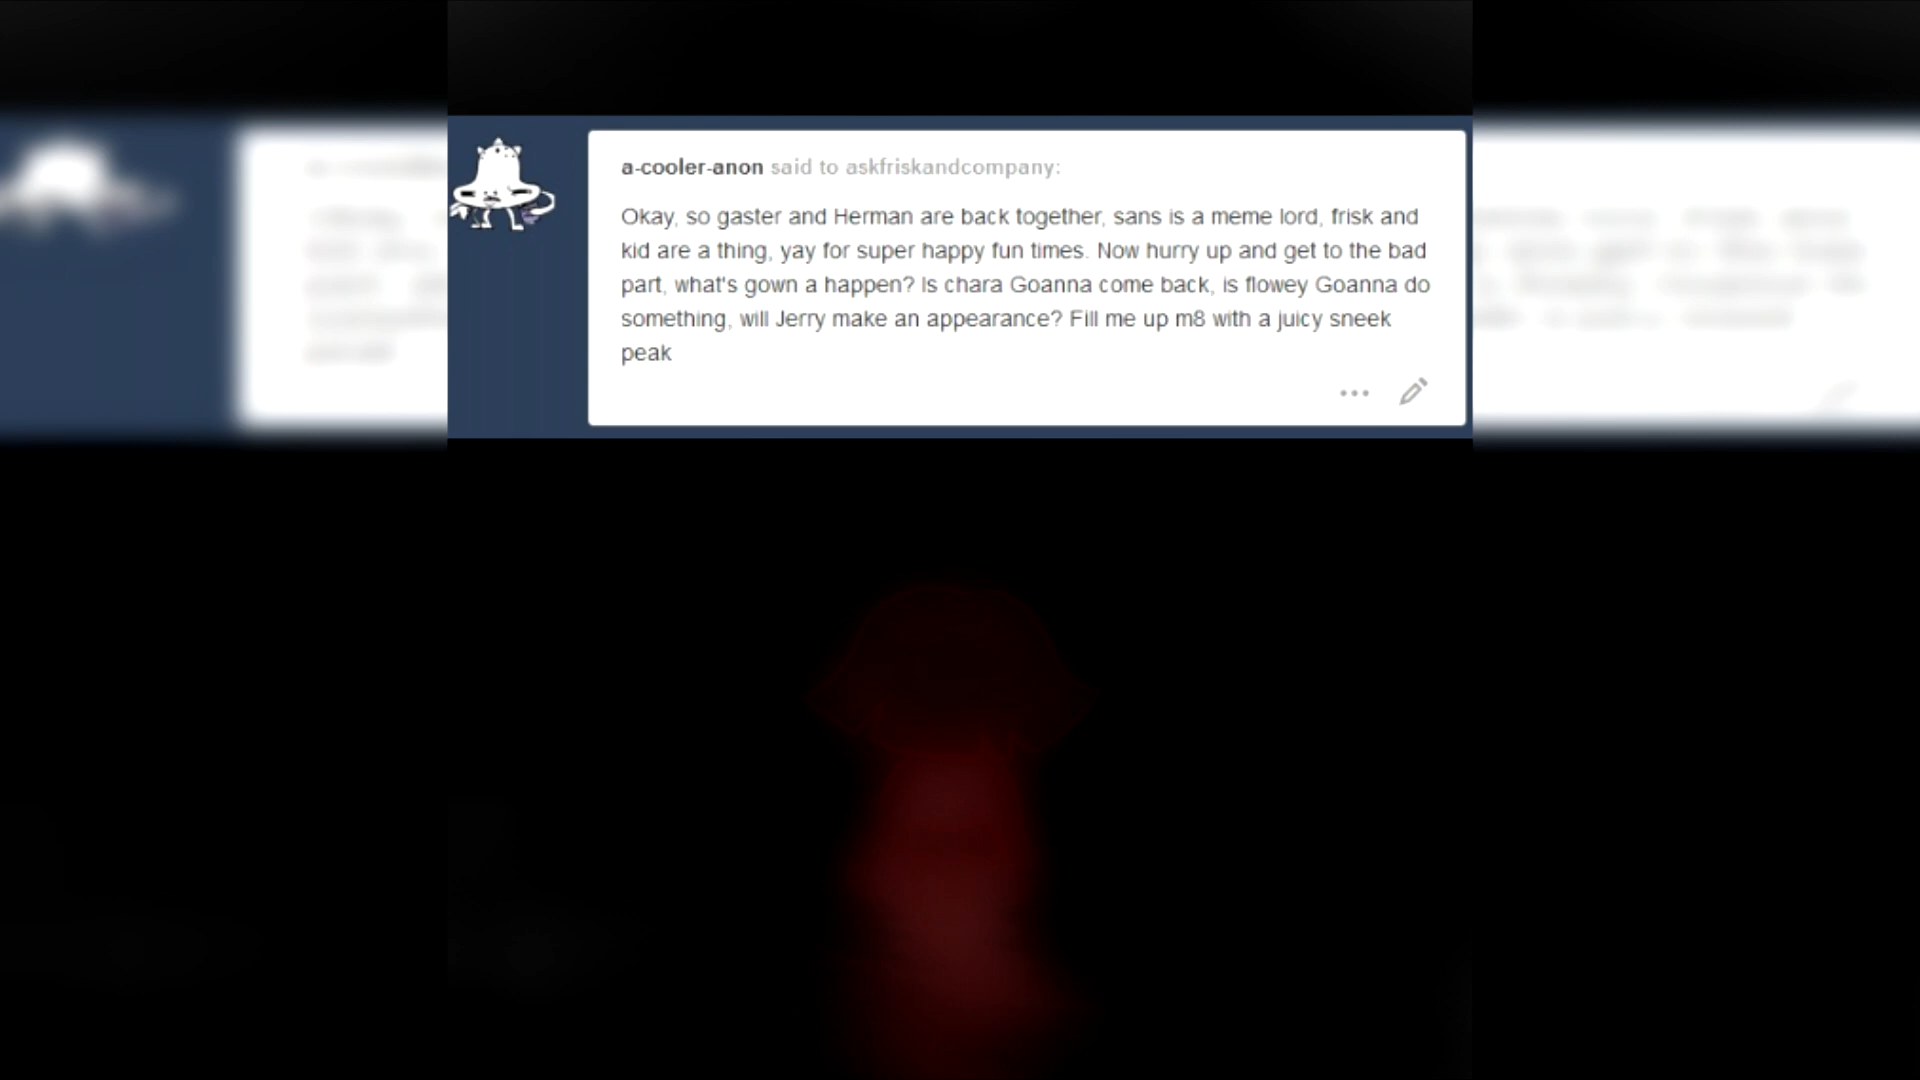 a-cooler-anon said to askfriskandcompany:
Okay, so gaster and Herman are back together, sans is a meme lord, frisk and
kid are a thing, yay for super happy fun times. Now hurry up and get to the bad
part, what's gown a happen? Is chara Goanna come back, is flowey Goanna do
something, will Jerry make an appearance? Fill me up m8 with a juicy sneek
peak